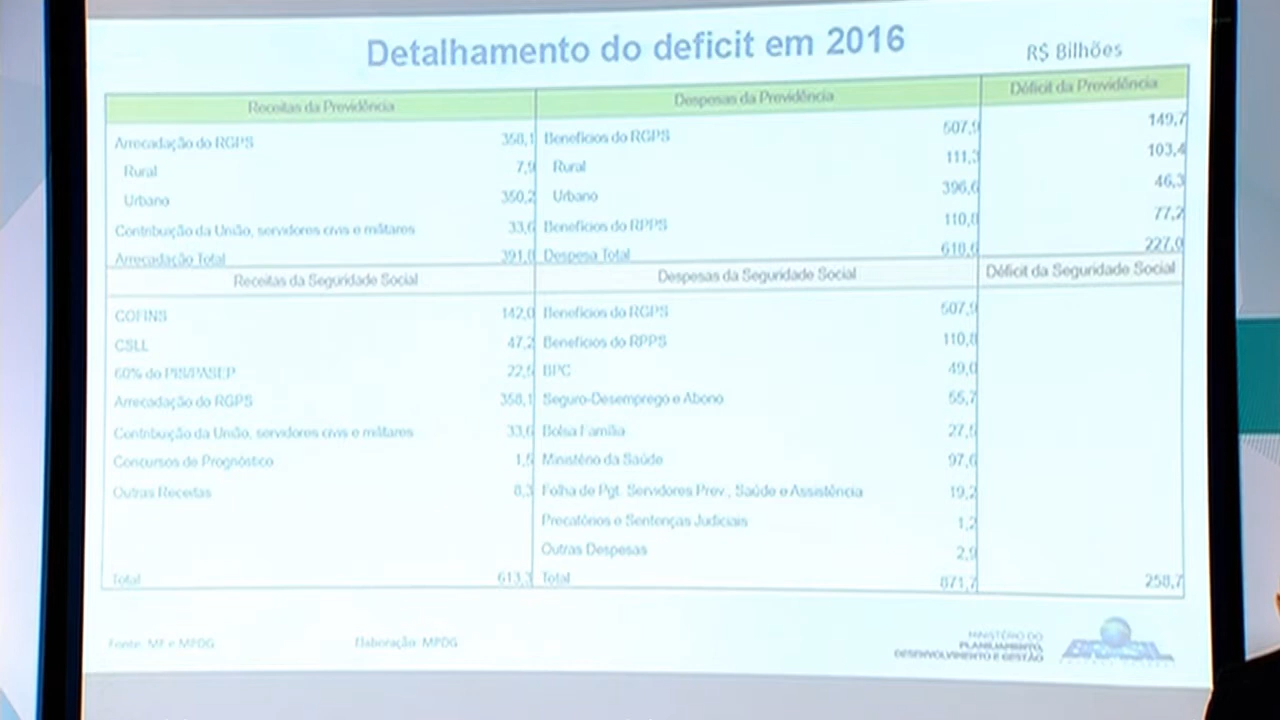 Detalhamento do deficit em 2016
R$ Bilhões
Receitas da Previdência Despesas da Previdência Déficit da Previdência
Arrecadação do RGPS 358,1 Benefícios do RGPS 507,9 149,7
Rural 7,9 Rural 111,3 103,4
Urbano 350,2 Urbano 396,6 46,3
Contribuição da União, servidores civis e militares 33,6 Benefícios do RPPS 110,8 77,2
Arrecadação Total 391,8 Despesa Total 618,6 227,0
Receitas da Seguridade Social Despesas da Seguridade Social Déficit da Seguridade Social
COFINS 142,0 Benefícios do RGPS 507,9
CSLL 47,2 Benefícios do RPPS 110,8
60% do PIS/PASEP 22,5 BPC 49,0
Arrecadação do RGPS 358,1 Seguro-Desemprego e Abono 55,7
Contribuição da União, servidores civis e militares 33,6 Bolsa Família 27,5
Concursos de Prognóstico 1,5 Ministério da Saúde 97,6
Outras Receitas 8,3 Folha de Pgt. Servidores Prev., Saúde e Assistência 19,2
Precatórios e Sentenças Judiciais 1,2
Outras Despesas 2,9
Total 613,3 Total 871,7 258,7
Fonte: MF e MPDG Elaboração: MPDG
MINISTÉRIO DO
PLANEJAMENTO,
DESENVOLVIMENTO E GESTÃO